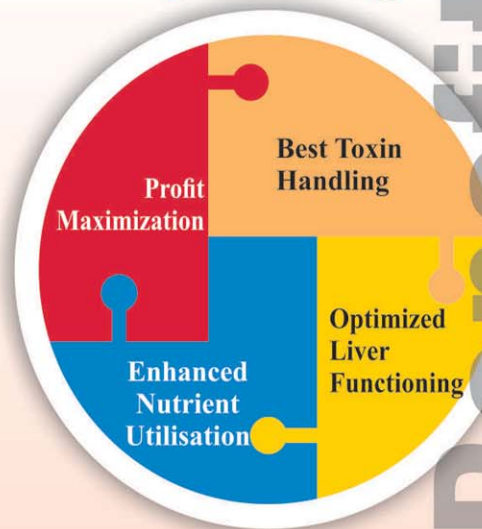 Best Toxin
Handling
Profit
Maximization
Optimized
Liver
Functioning
Enhanced
Nutrient
Utilisation